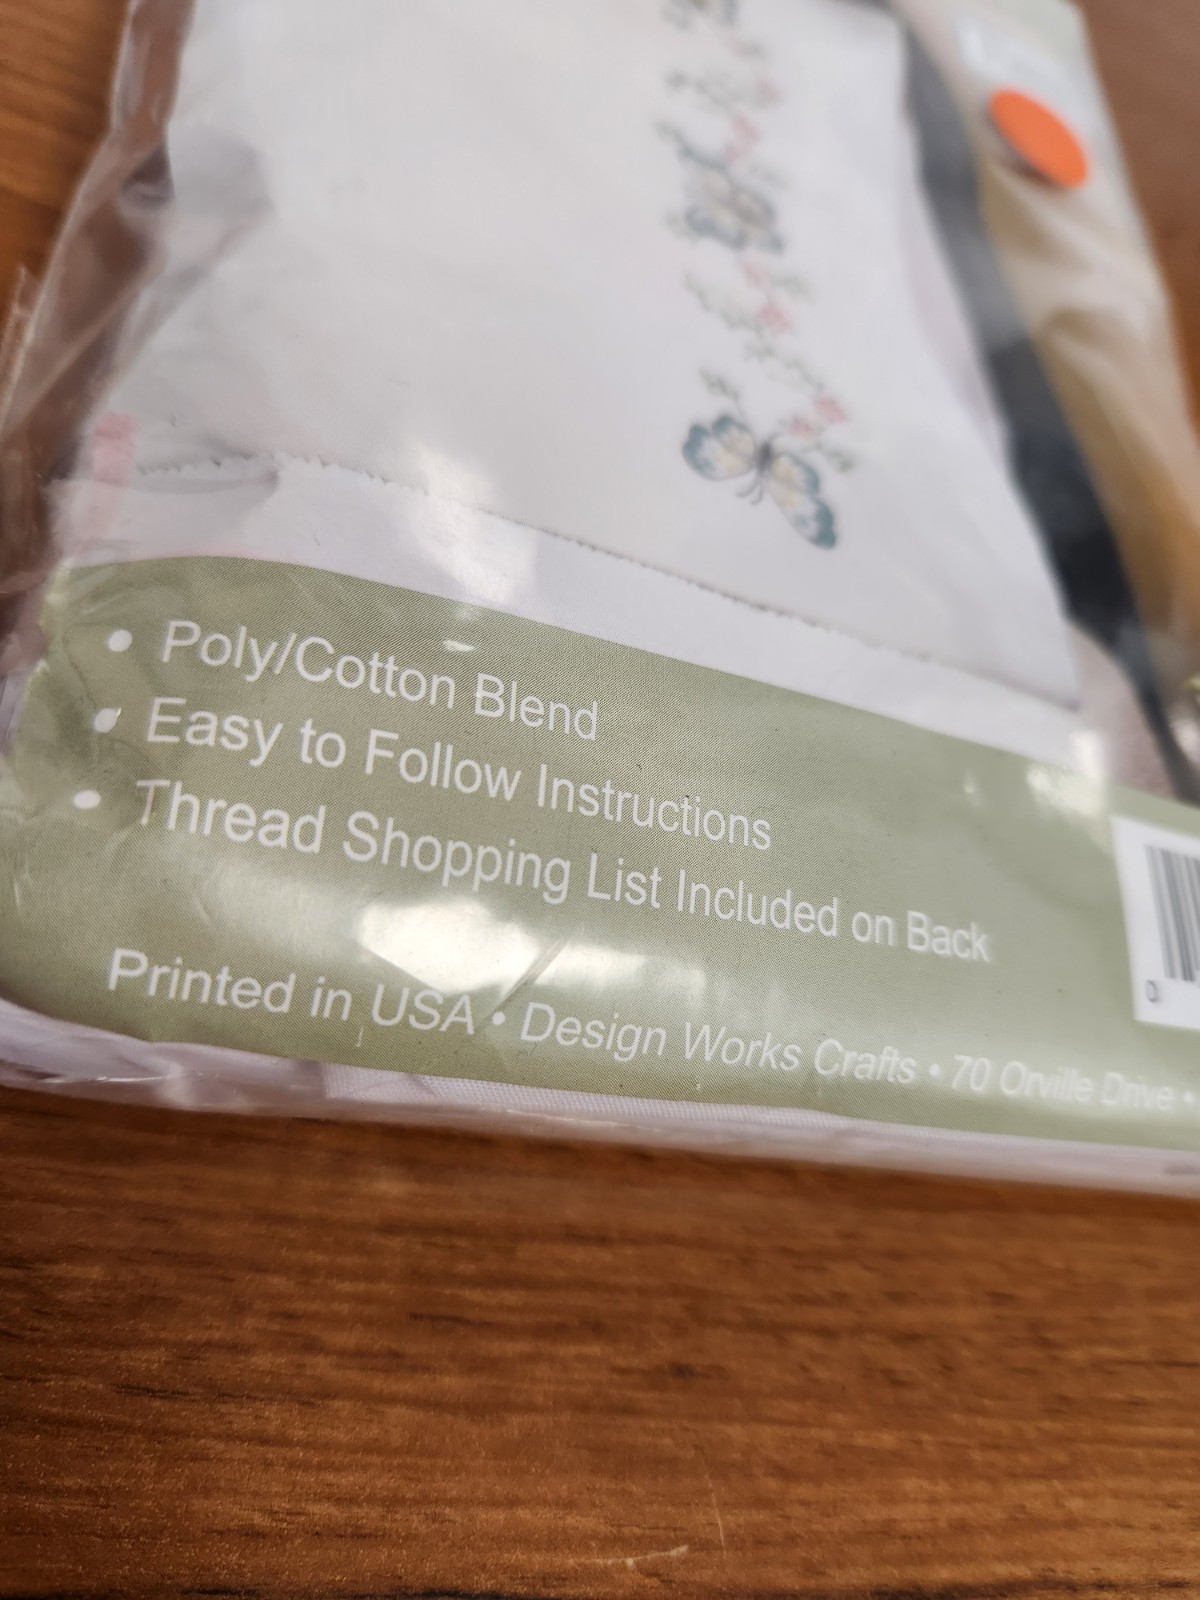 • Poly/Cotton Blend
• Easy to Follow Instructions
• Thread Shopping List Included on Back
Printed in USA • Design Works Crafts • 70 Orville Drive •
0